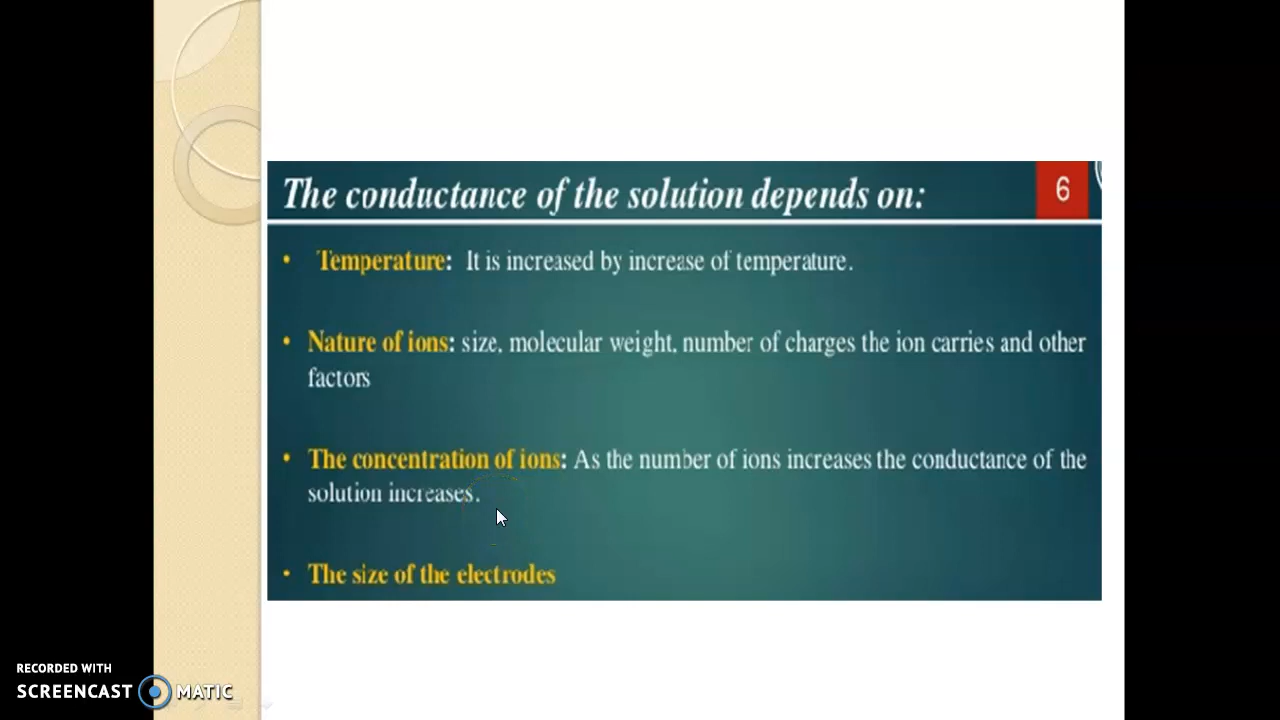 The conductance of the solution depends on:
6
• Temperature: It is increased by increase of temperature.
• Nature of ions: size, molecular weight, number of charges the ion carries and other
factors
• The concentration of ions: As the number of ions increases the conductance of the
solution increases.
• The size of the electrodes
RECORDED WITH
SCREENCAST MATIC